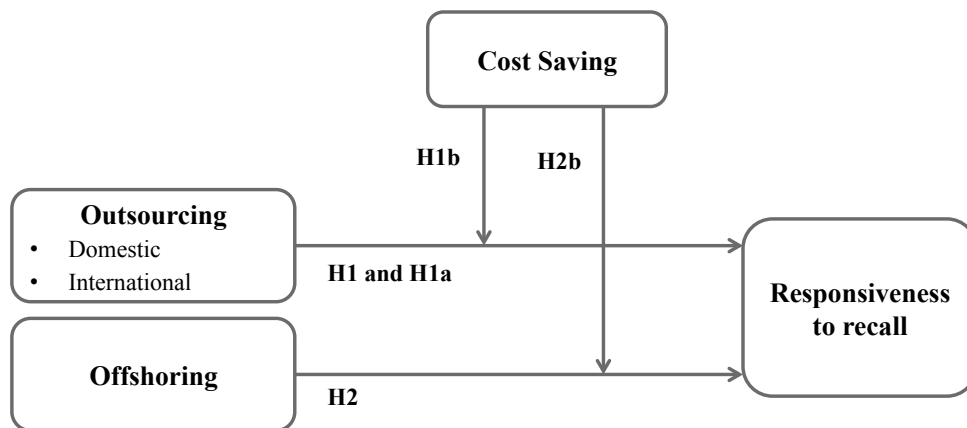 Cost Saving
H1b
H2b
Outsourcing
• Domestic
• International
H1 and H1a
Responsiveness
to recall
Offshoring
H2